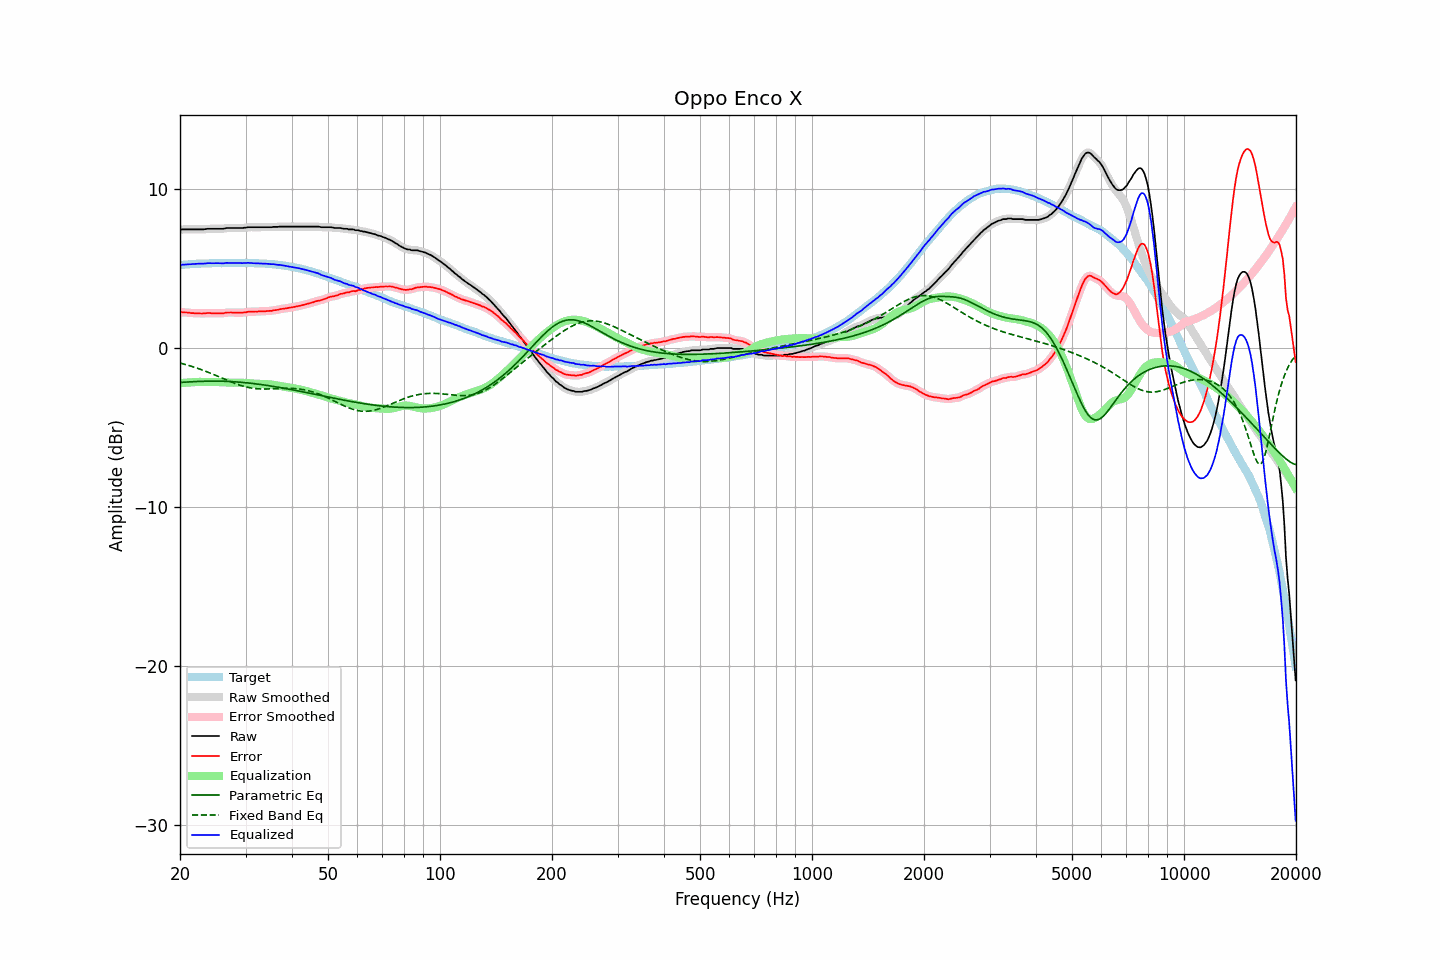 Oppo Enco X
Amplitude (dBr)
10
0
−10
−20
−30
Target
Raw Smoothed
Error Smoothed
Raw
Error
Equalization
Parametric Eq
Fixed Band Eq
Equalized
20 50 100 200 500 1000 2000 5000 10000 20000
Frequency (Hz)